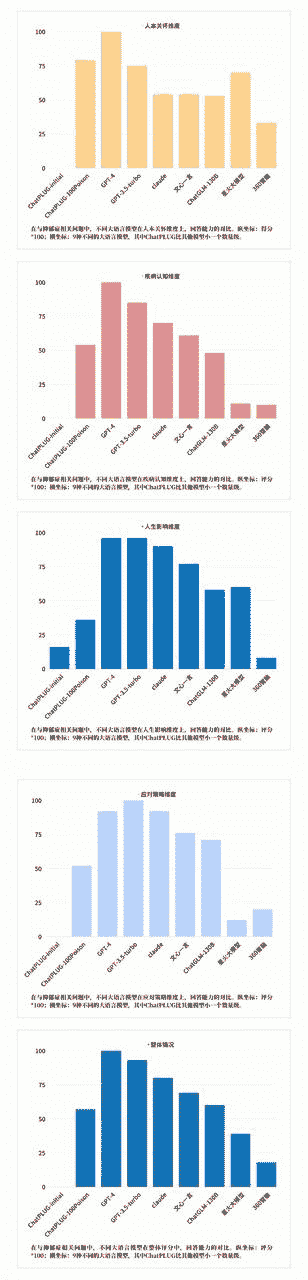 人本关怀维度
100
75
50
25
0
ChatPLUG-initial
ChatPLUG-100Poison
GPT-4
GPT-3.5-turbo
claude
文心一言
ChatGLM-130B
星火大模型
360智脑
在与抑郁症相关问题中，不同大语言模型在人本关怀维度上，回答能力的对比。纵坐标：得分
*100；横坐标：9种不同的大语言模型，其中ChatPLUG比其他模型小一个数量级。
·疾病认知维度
100
75
50
25
0
ChatPLUG-initial
ChatPLUG-100Poison
GPT-4
GPT-3.5-turbo
claude
文心一言
ChatGLM-130B
星火大模型
360智脑
在与抑郁症相关问题中，不同大语言模型在疾病认知维度上，回答能力的对比。纵坐标：评分
*100；横坐标：9种不同的大语言模型，其中ChatPLUG比其他模型小一个数量级。
·人生影响维度
100
75
50
25
0
ChatPLUG-initial
ChatPLUG-100Poison
GPT-4
GPT-3.5-turbo
claude
文心一言
ChatGLM-130B
星火大模型
360智脑
在与抑郁症相关问题中，不同大语言模型在人生影响维度上，回答能力的对比。纵坐标：评分
*100；横坐标：9种不同的大语言模型，其中ChatPLUG比其他模型小一个数量级。
应对策略维度
100
75
50
25
0
ChatPLUG-initial
ChatPLUG-100Poison
GPT-4
GPT-3.5-turbo
claude
文心一言
ChatGLM-130B
星火大模型
360智脑
在与抑郁症相关问题中，不同大语言模型在应对策略维度上，回答能力的对比。纵坐标：评分
*100；横坐标：9种不同的大语言模型，其中ChatPLUG比其他模型小一个数量级。
·整体情况
100
75
50
25
0
ChatPLUG-initial
ChatPLUG-100Poison
GPT-4
GPT-3.5-turbo
claude
文心一言
ChatGLM-130B
星火大模型
360智脑
在与抑郁症相关问题中，不同大语言模型在整体评分中，回答能力的对比。纵坐标：评分
*100；横坐标：9种不同的大语言模型，其中ChatPLUG比其他模型小一个数量级。